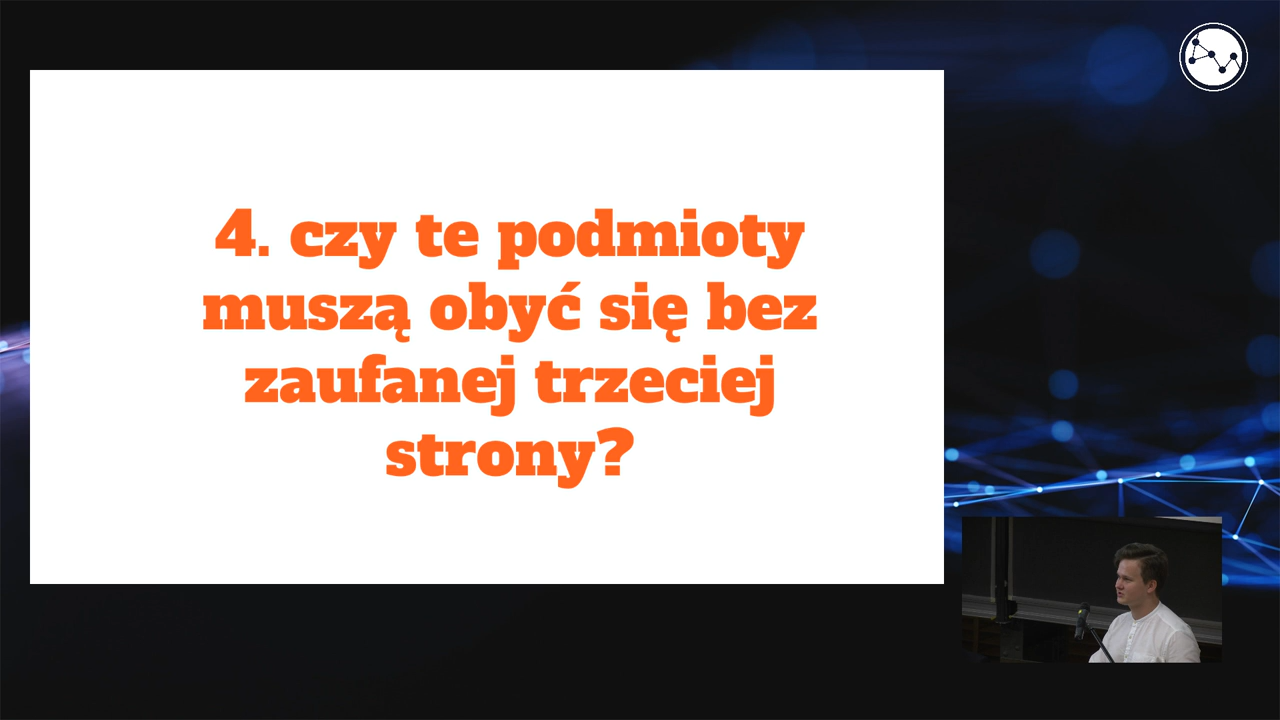 4. czy te podmioty
muszą obyć się bez
zaufanej trzeciej
strony?